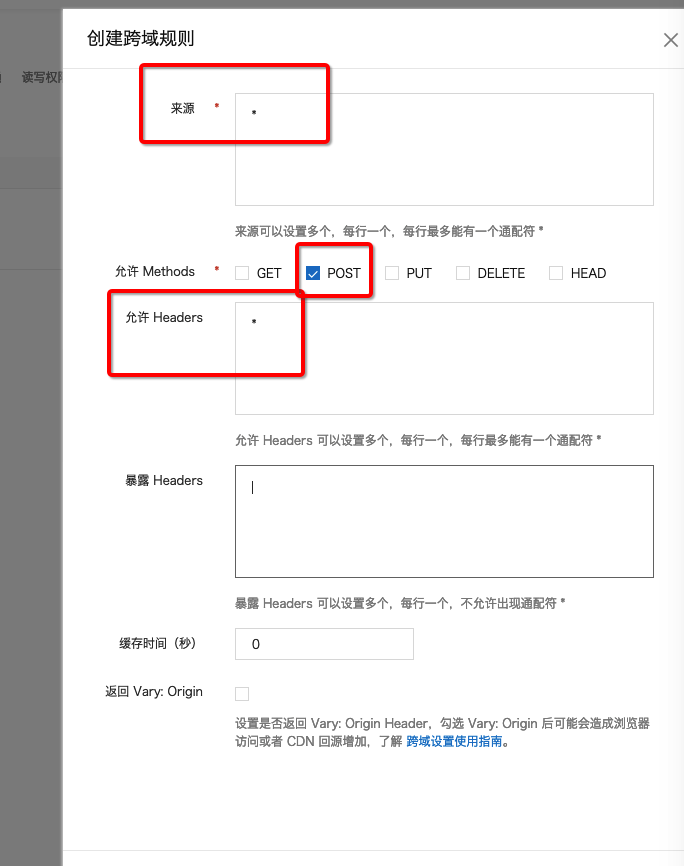 创建跨域规则
读写权
来源 *
*
来源可以设置多个，每行一个，每行最多能有一个通配符 *
允许 Methods * GET POST PUT DELETE HEAD
允许 Headers
*
允许 Headers 可以设置多个，每行一个，每行最多能有一个通配符 *
暴露 Headers
暴露 Headers 可以设置多个，每行一个，不允许出现通配符 *
缓存时间（秒） 0
返回 Vary: Origin
设置是否返回 Vary: Origin Header，勾选 Vary: Origin 后可能会造成浏览器
访问或者 CDN 回源增加，了解 跨域设置使用指南。